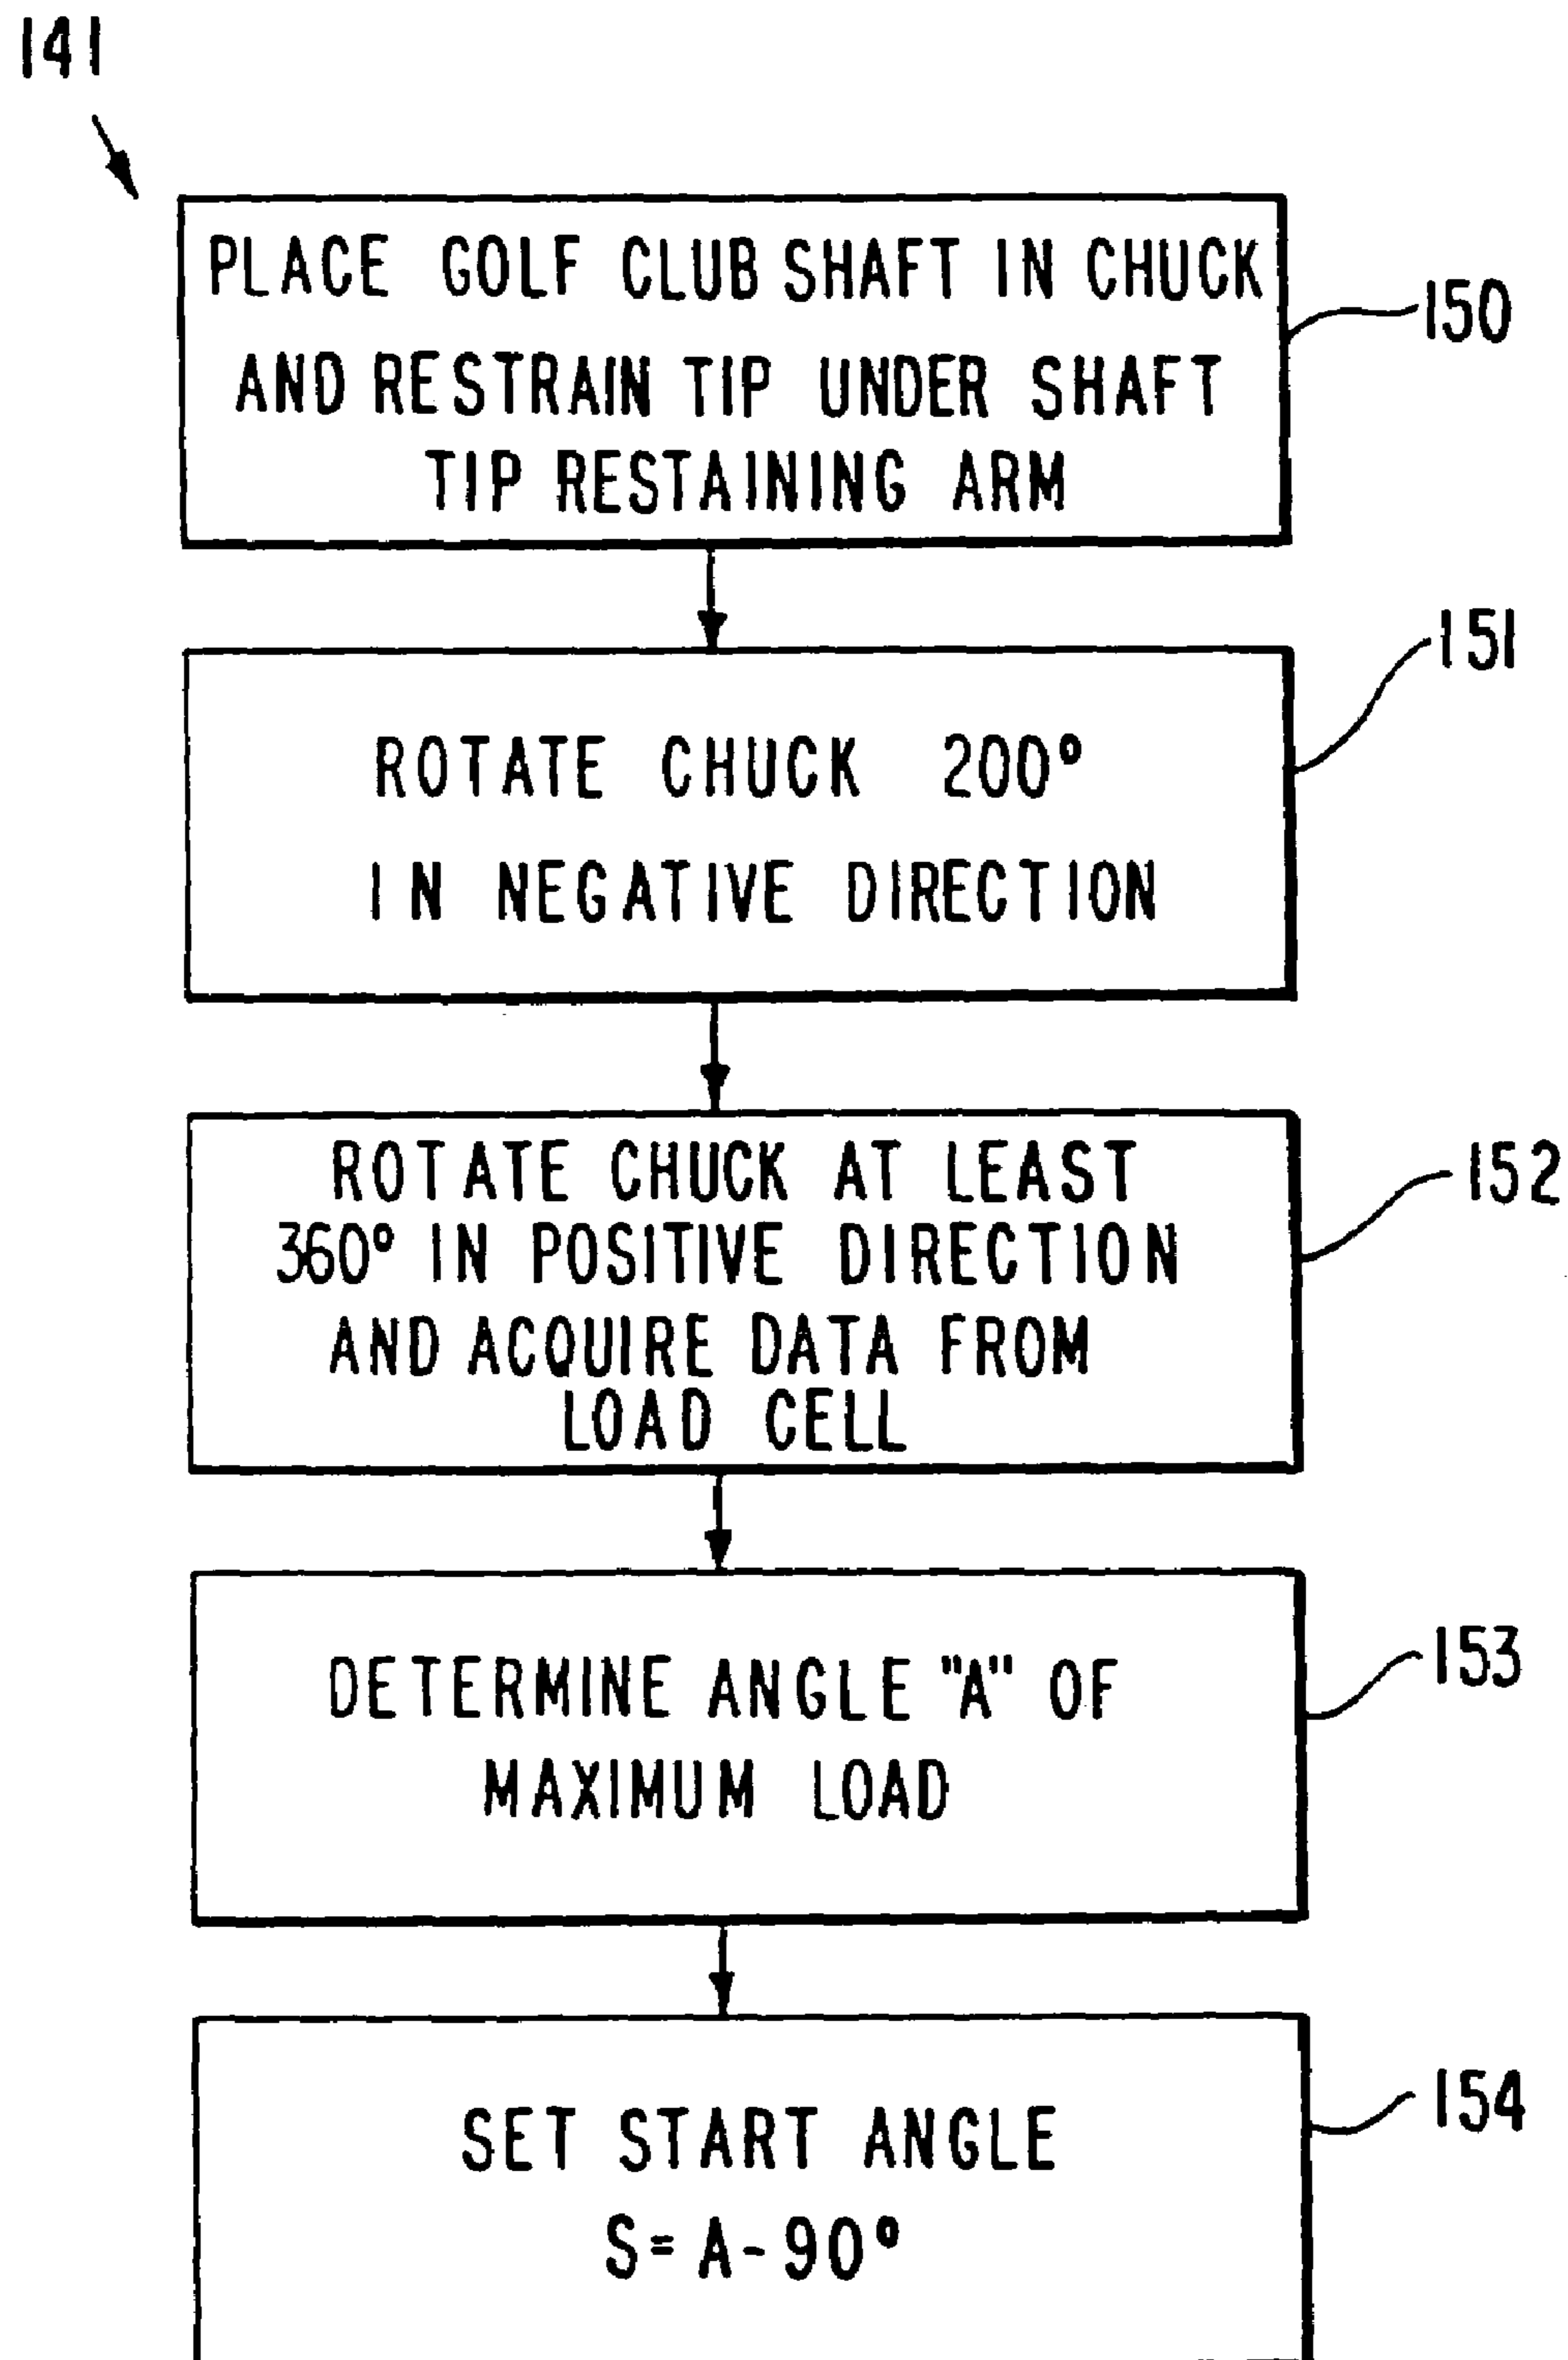 141
PLACE GOLF CLUB SHAFT IN CHUCK
AND RESTRAIN TIP UNDER SHAFT
TIP RESTAINING ARM
150
ROTATE CHUCK 200°
IN NEGATIVE DIRECTION
151
ROTATE CHUCK AT LEAST
360° IN POSITIVE DIRECTION
AND ACQUIRE DATA FROM
LOAD CELL
152
DETERMINE ANGLE "A" OF
MAXIMUM LOAD
153
SET START ANGLE
S=A-90°
154